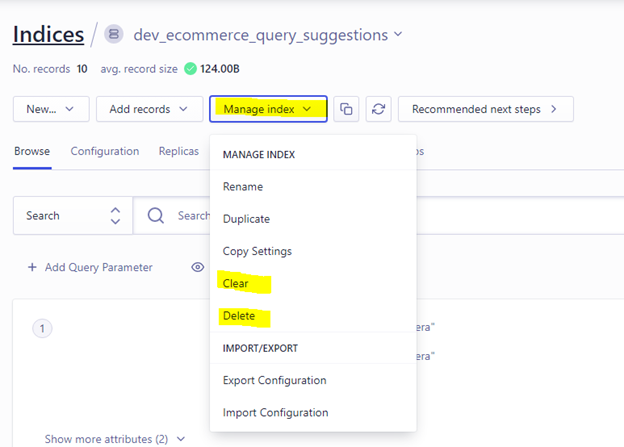 Indices / dev_ecommerce_query_suggestions
No. records 10 avg. record size 124.00B
New... Add records Manage index Recommended next steps
Browse Configuration Replicas
MANAGE INDEX
Rename
Duplicate
Copy Settings
Clear
Delete
IMPORT/EXPORT
Export Configuration
Import Configuration
Search Search
Add Query Parameter
1
era"
era"
Show more attributes (2)